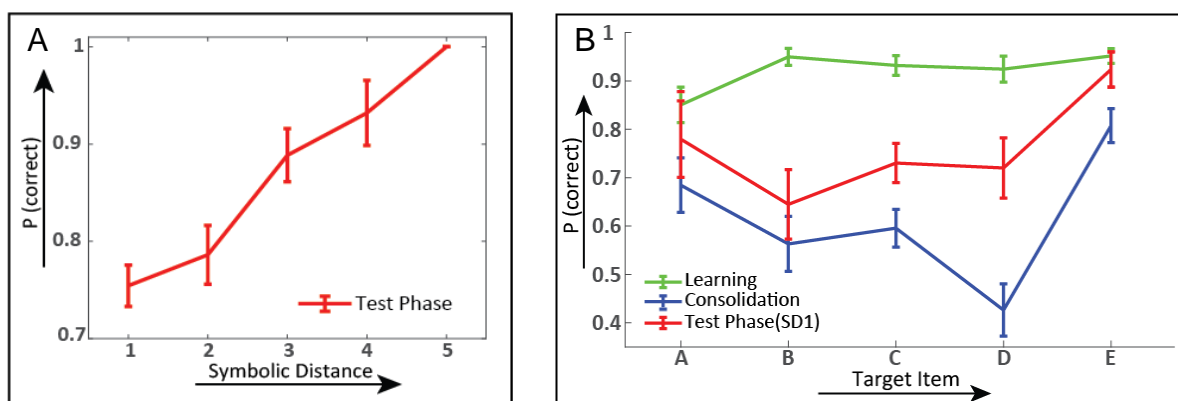 A
1
0.9
0.8
0.7
P (correct)
1 2 3 4 5
Symbolic Distance
Test Phase
B
1
0.9
0.8
0.7
0.6
0.5
0.4
P (correct)
Learning
Consolidation
Test Phase(SD1)
A B C D E
Target Item